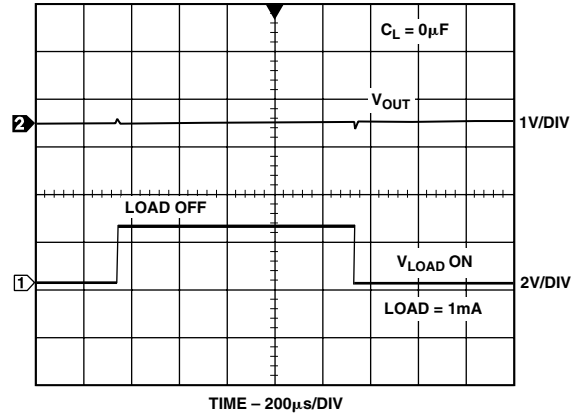 C_L = 0µF
V_OUT
2
1V/DIV
LOAD OFF
1
V_LOAD ON
2V/DIV
LOAD = 1mA
TIME – 200µs/DIV